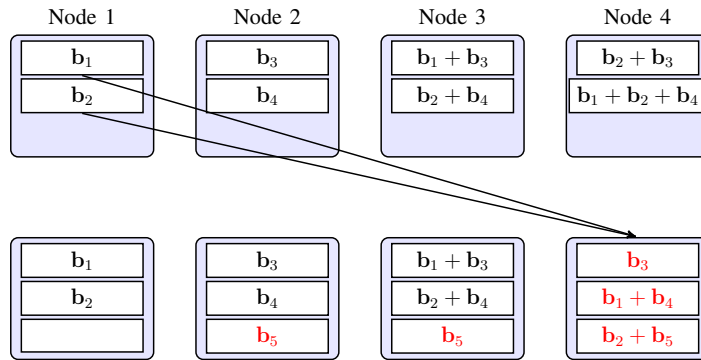 Node 1 Node 2 Node 3 Node 4
b₁ b₃ b₁ + b₃ b₂ + b₃
b₂ b₄ b₂ + b₄ b₁ + b₂ + b₄
b₁ b₃ b₁ + b₃ b₃
b₂ b₄ b₂ + b₄ b₁ + b₄
b₅ b₅ b₂ + b₅